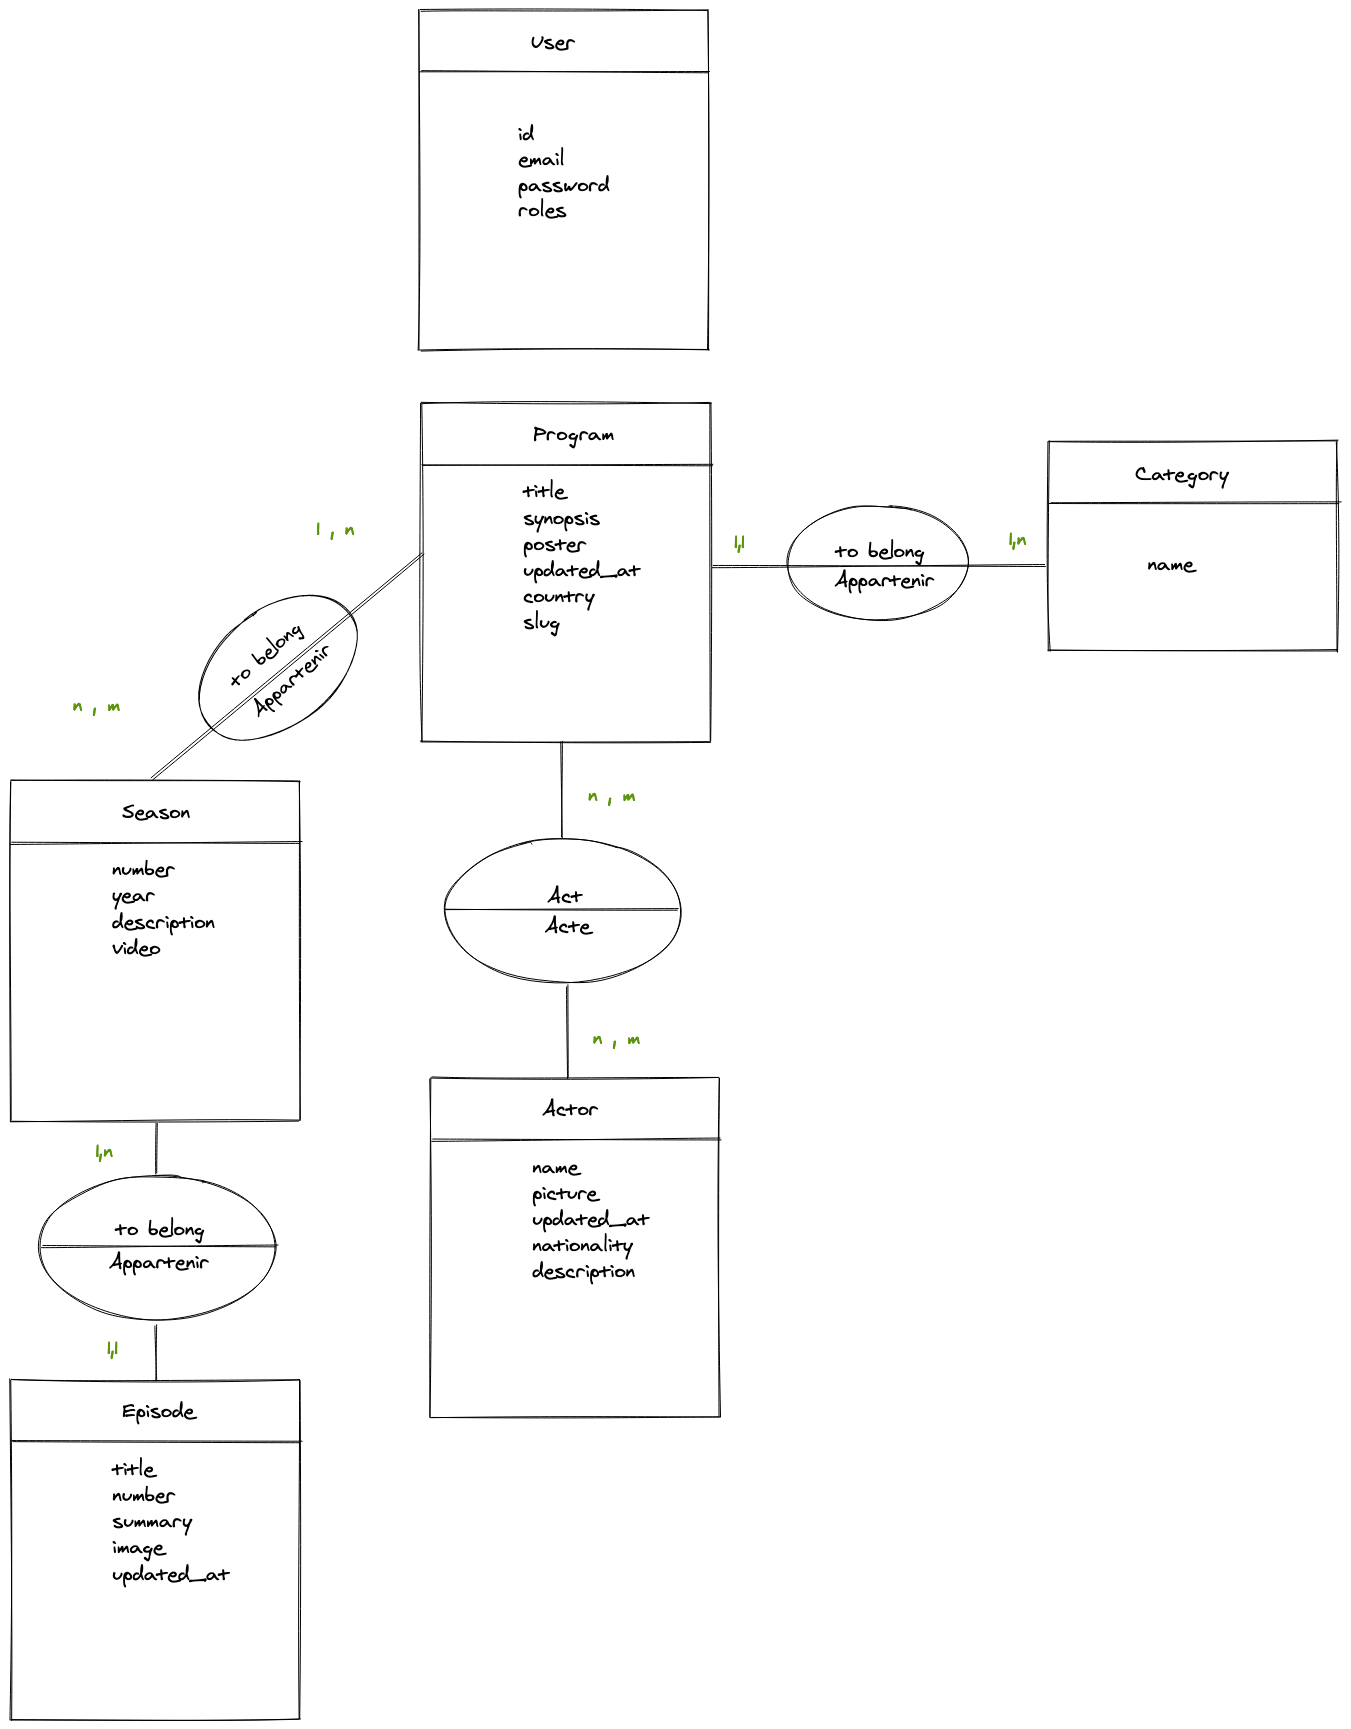 User
id
email
password
roles
Program
title
synopsis
poster
updated_at
country
slug
1,1
to belong
Appartenir
1,n
Category
name
1 , n
to belong
Appartenir
n , m
Season
number
year
description
video
n , m
Act
Acte
n , m
Actor
name
picture
updated_at
nationality
description
1,n
to belong
Appartenir
1,1
Episode
title
number
summary
image
updated_at